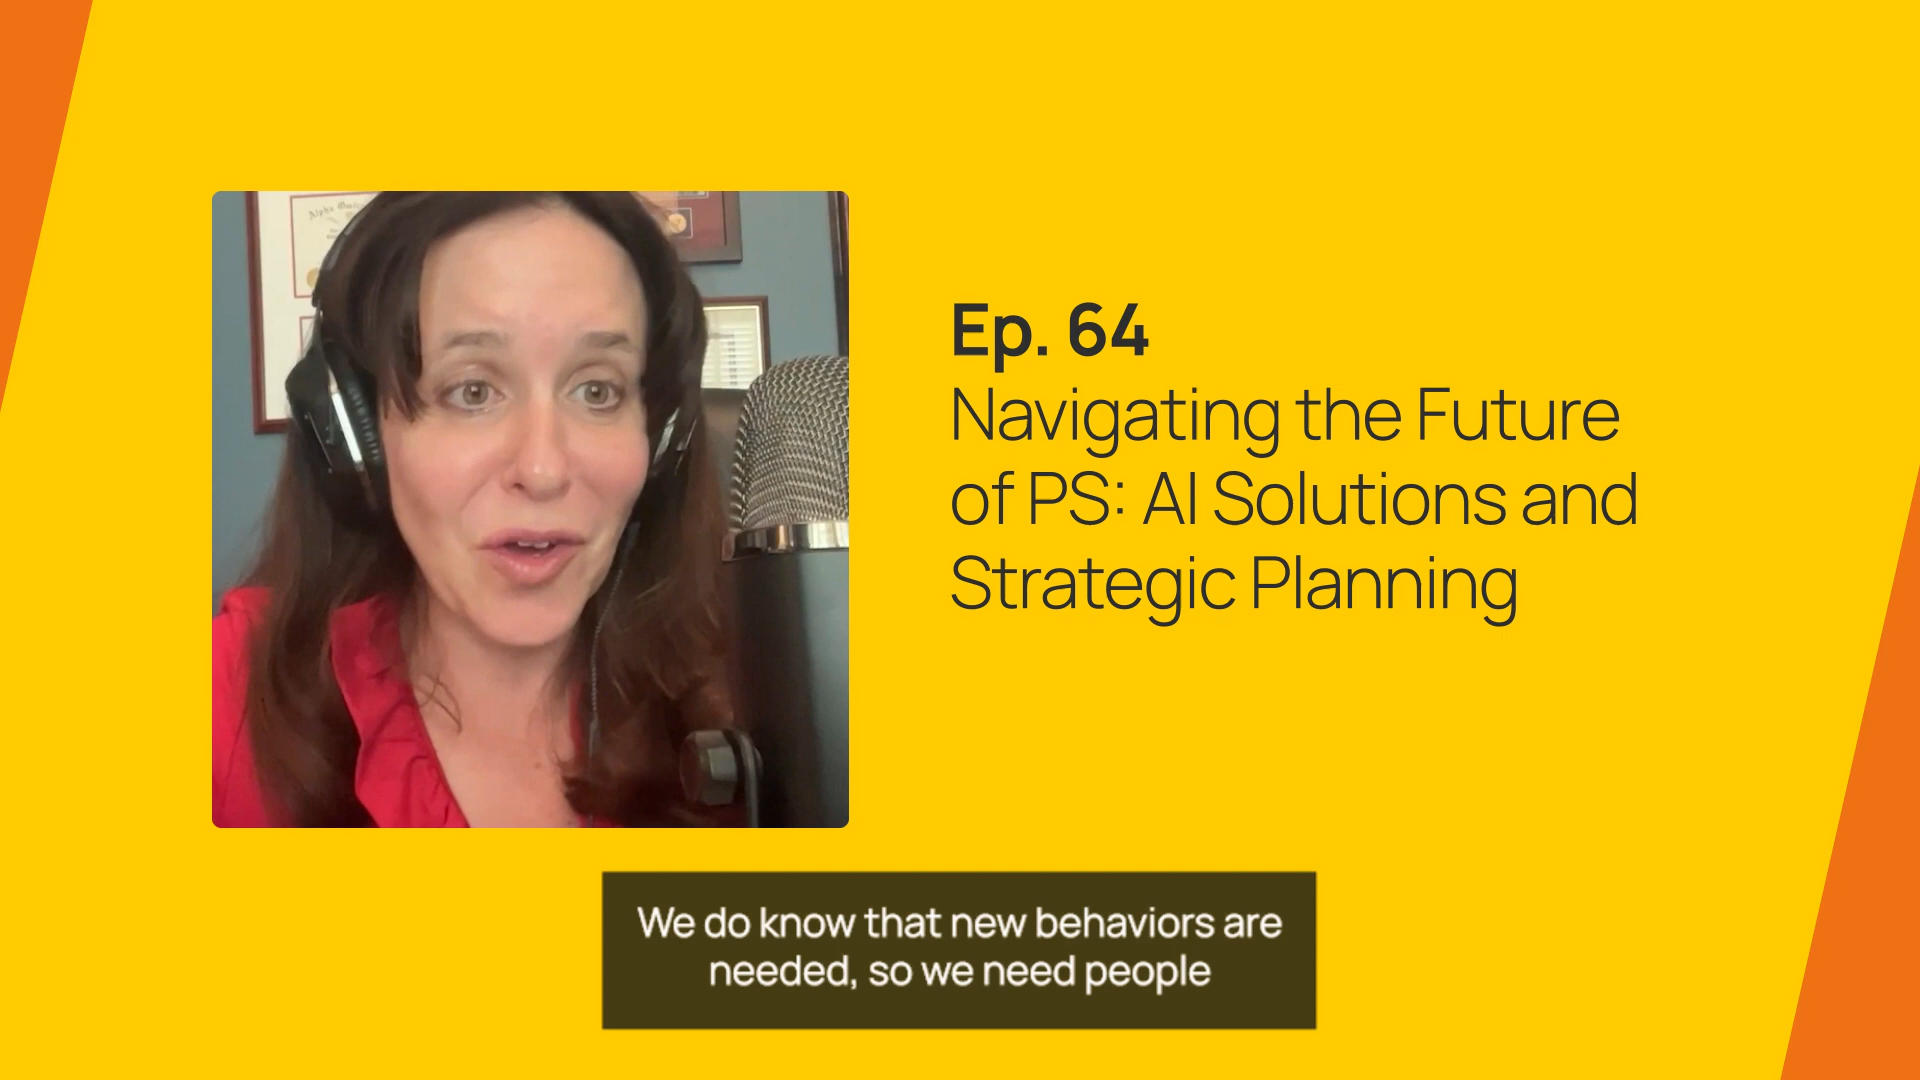 Alpha
Ep. 64
Navigating the Future
of PS: AI Solutions and
Strategic Planning
We do know that new behaviors are
needed, so we need people